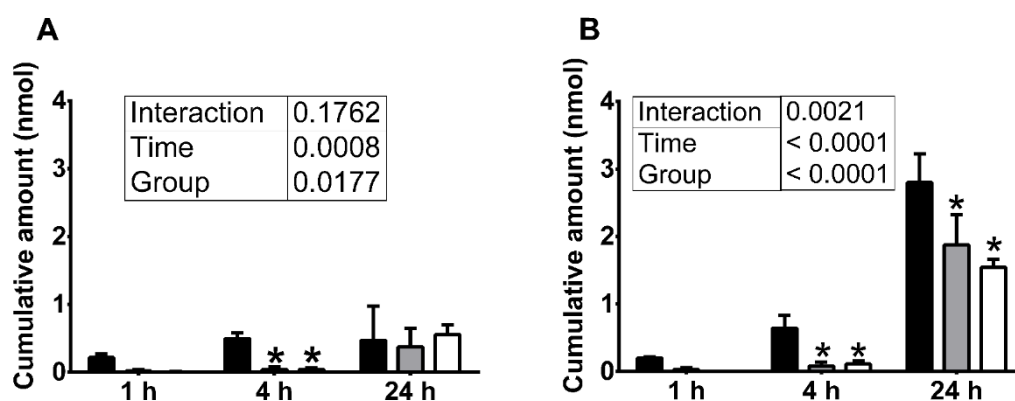 A
Cumulative amount (nmol)
4
3
2
1
0
Interaction 0.1762
Time 0.0008
Group 0.0177
* *
1 h 4 h 24 h
B
Cumulative amount (nmol)
4
3
2
1
0
Interaction 0.0021
Time < 0.0001
Group < 0.0001
* *
* *
1 h 4 h 24 h